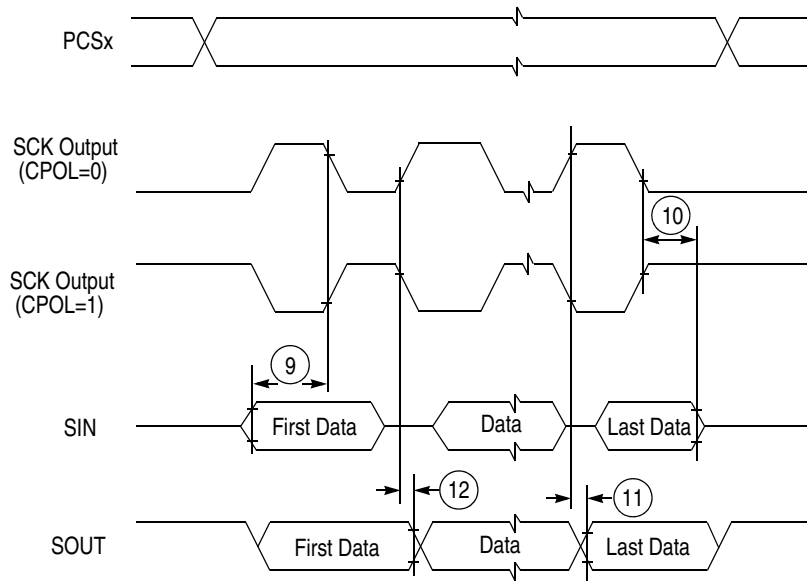 PCSx
SCK Output
(CPOL=0)
10
SCK Output
(CPOL=1)
9
SIN
First Data
Data
Last Data
12
11
SOUT
First Data
Data
Last Data